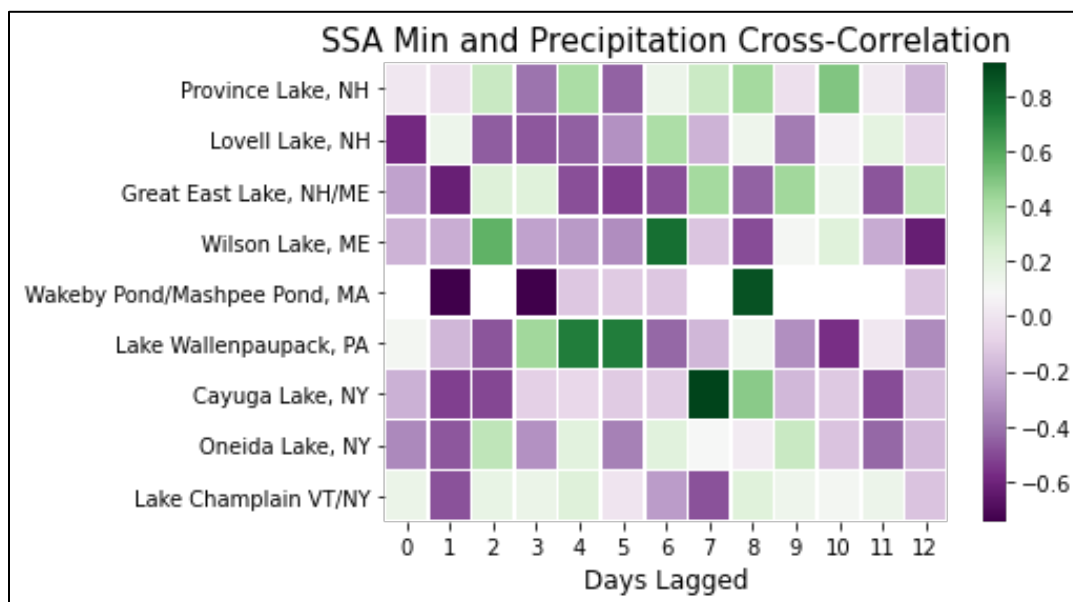 SSA Min and Precipitation Cross-Correlation
Province Lake, NH
Lovell Lake, NH
Great East Lake, NH/ME
Wilson Lake, ME
Wakeby Pond/Mashpee Pond, MA
Lake Wallenpaupack, PA
Cayuga Lake, NY
Oneida Lake, NY
Lake Champlain VT/NY
0 1 2 3 4 5 6 7 8 9 10 11 12
Days Lagged
0.8
0.6
0.4
0.2
0.0
−0.2
−0.4
−0.6